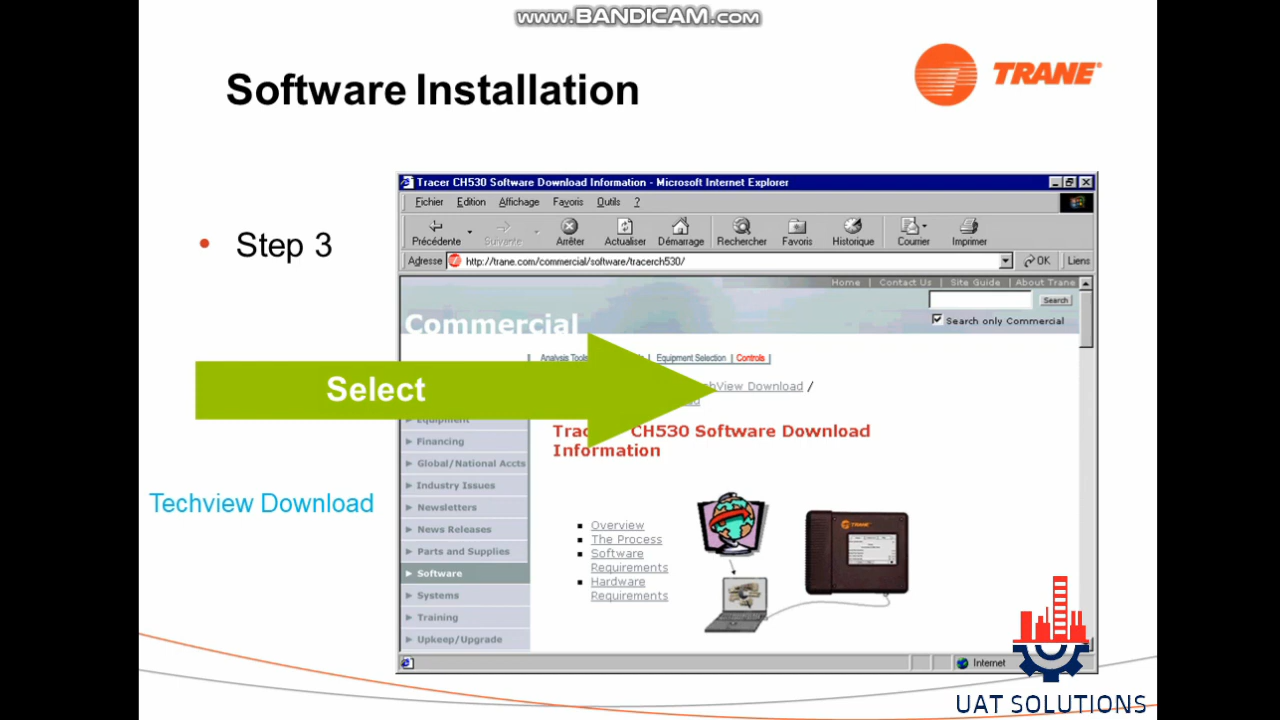 www.BANDICAM.com
Software Installation
TRANE
Step 3
Select
Techview Download
Tracer CH530 Software Download Information - Microsoft Internet Explorer
Fichier Edition Affichage Favoris Outils ?
Précédente Suivante Arrêter Actualiser Démarrage Rechercher Favoris Historique Courrier Imprimer
Adresse http://trane.com/commercial/software/tracerch530/ OK Liens
Home | Contact Us | Site Guide | About Trane
Search
Commercial
Search only Commercial
Equipment Selection | Controls |
View Download /
CH530 Software Download
Information
Equipment
Financing
Global/National Accts
Industry Issues
Newsletters
News Releases
Parts and Supplies
Software
Systems
Training
Upkeep/Upgrade
Overview
The Process
Software
Requirements
Hardware
Requirements
TRANE
Internet
UAT SOLUTIONS